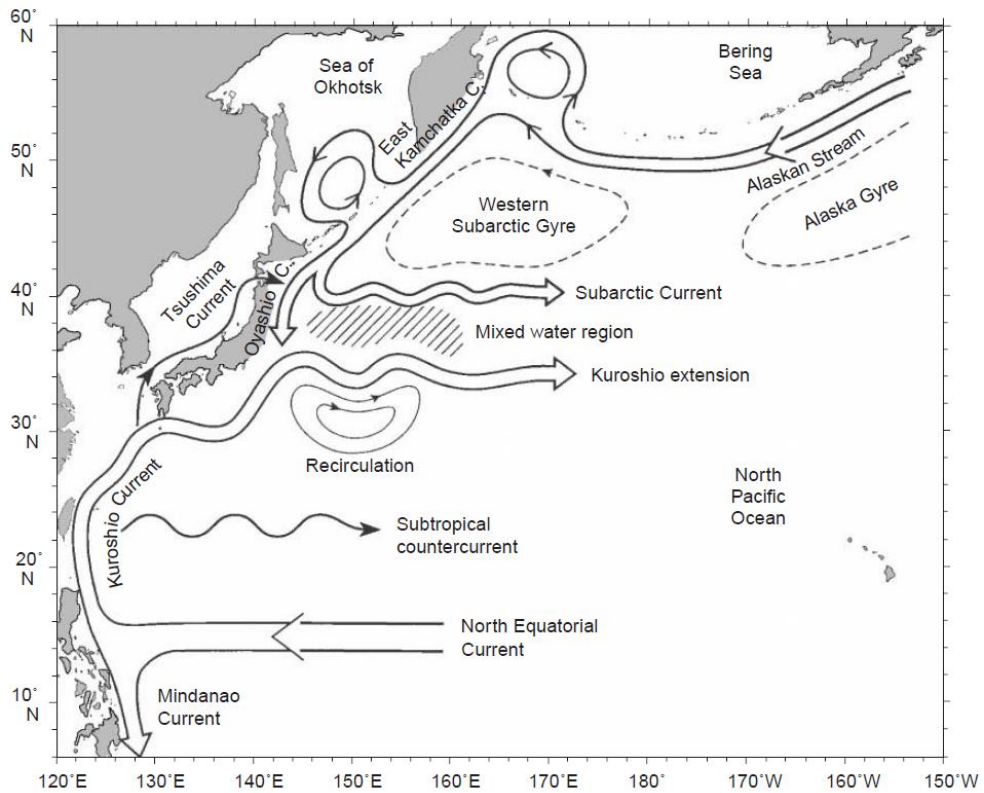 60°
N
50°
N
40°
N
30°
N
20°
N
10°
N
120°E
130°E
140°E
150°E
160°E
170°E
180°
170°W
160°W
150°W
Sea of
Okhotsk
Bering
Sea
East
Kamchatka C.
Alaskan Stream
Alaska Gyre
Western
Subarctic Gyre
Tsushima
Current
Oyashio C.
Subarctic Current
Mixed water region
Kuroshio extension
Recirculation
Kuroshio Current
Subtropical
countercurrent
North
Pacific
Ocean
North Equatorial
Current
Mindanao
Current